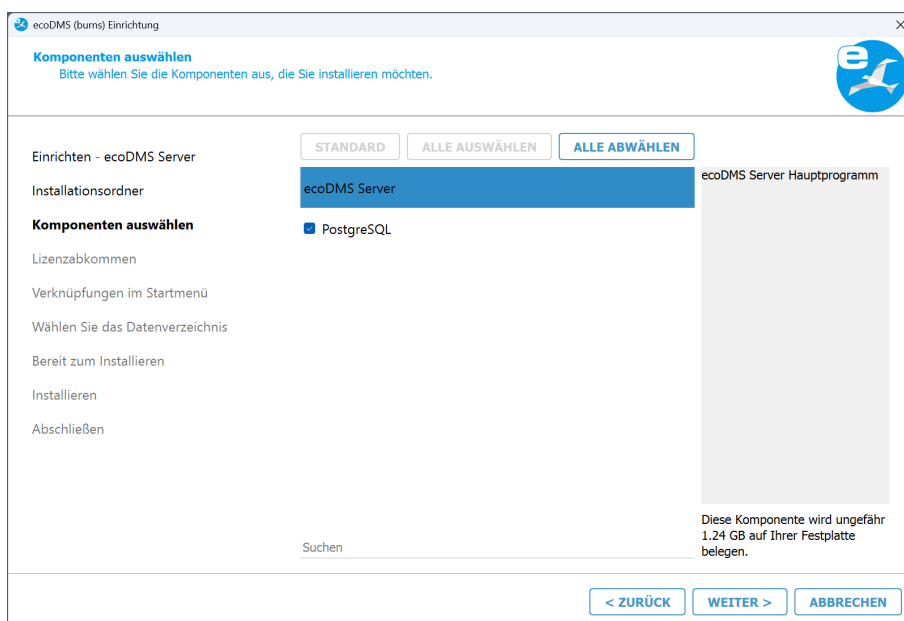 ecoDMS (burns) Einrichtung
Komponenten auswählen
Bitte wählen Sie die Komponenten aus, die Sie installieren möchten.
e
Einrichten - ecoDMS Server
Installationsordner
Komponenten auswählen
Lizenzabkommen
Verknüpfungen im Startmenü
Wählen Sie das Datenverzeichnis
Bereit zum Installieren
Installieren
Abschließen
STANDARD
ALLE AUSWÄHLEN
ALLE ABWÄHLEN
ecoDMS Server
PostgreSQL
Suchen
ecoDMS Server Hauptprogramm
Diese Komponente wird ungefähr
1.24 GB auf Ihrer Festplatte
belegen.
< ZURÜCK
WEITER >
ABBRECHEN